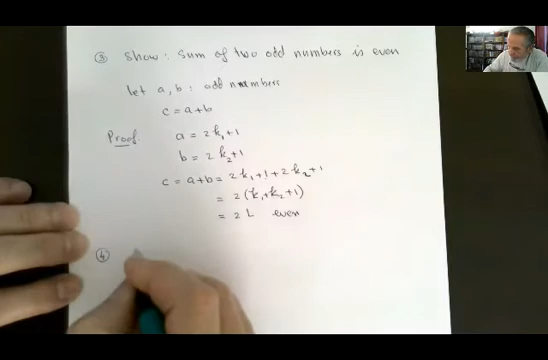 ③ Show: Sum of two odd numbers is even
let a, b : odd numbers
c = a+b
Proof. a = 2k₁+1
b = 2k₂+1
c = a+b = 2k₁+1+2k₂+1
= 2(k₁+k₂+1)
= 2L even
④